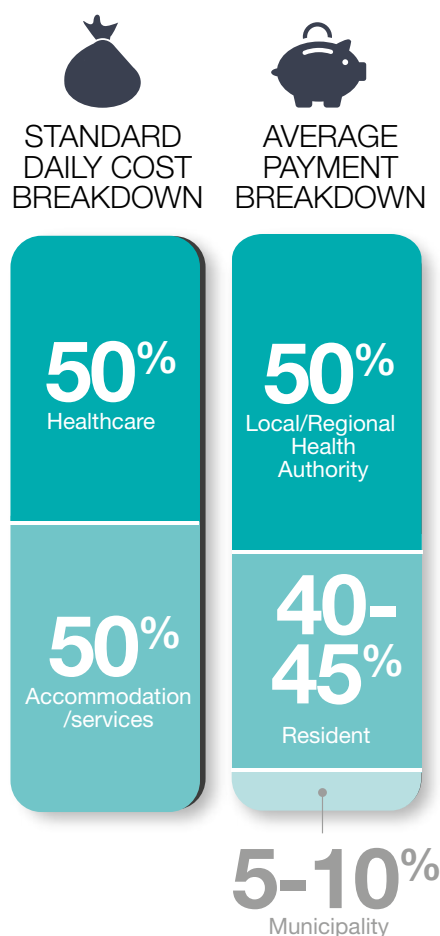 STANDARD
DAILY COST
BREAKDOWN
50%
Healthcare
50%
Accommodation
/services
AVERAGE
PAYMENT
BREAKDOWN
50%
Local/Regional
Health
Authority
40-
45%
Resident
5-10%
Municipality